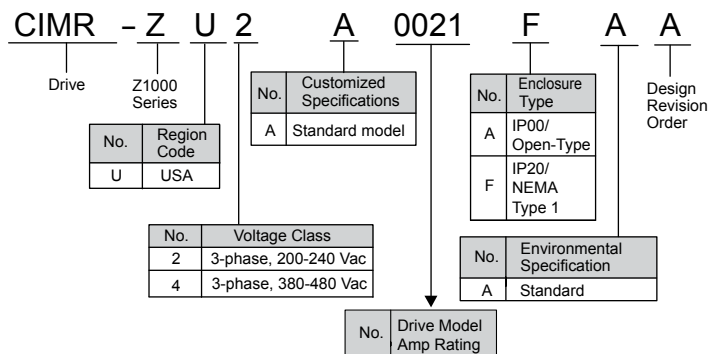 CIMR – Z U 2 A 0021 F A A
Drive
Z1000
Series
Design
Revision
Order
No. Customized
Specifications
A Standard model
No. Enclosure
Type
A IP00/
Open-Type
F IP20/
NEMA
Type 1
No. Region
Code
U USA
No. Voltage Class
2 3-phase, 200-240 Vac
4 3-phase, 380-480 Vac
No. Environmental
Specification
A Standard
No. Drive Model
Amp Rating